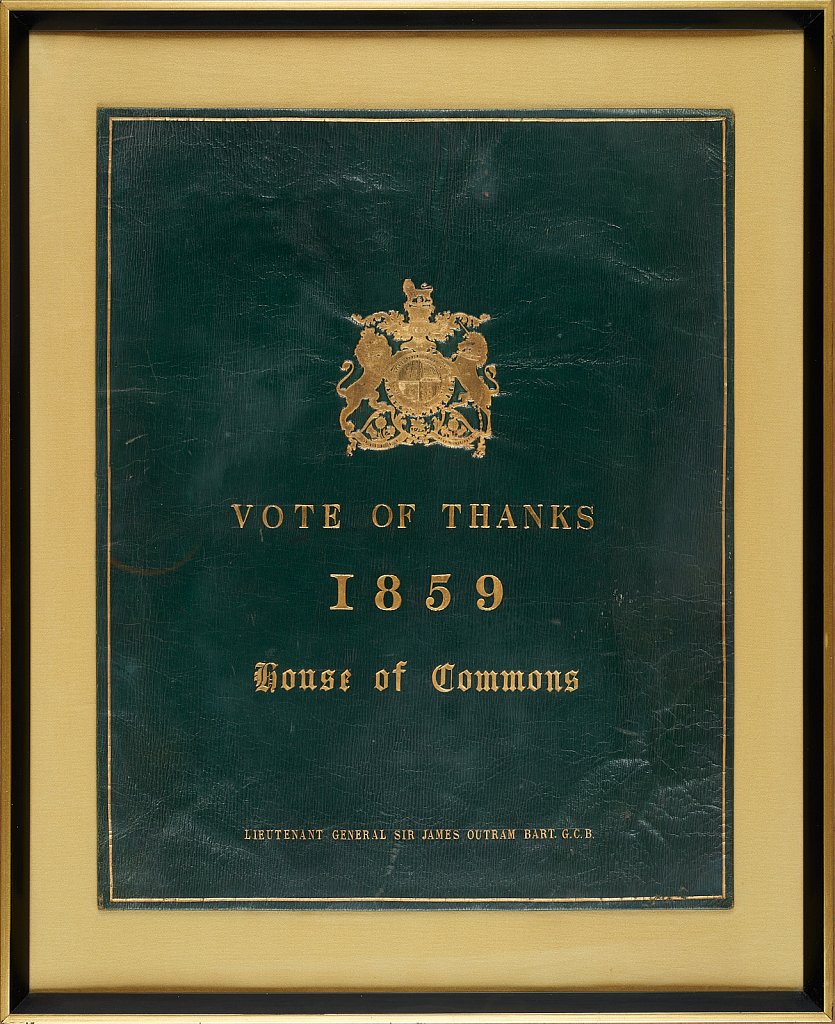 VOTE OF THANKS
1859
House of Commons
LIEUTENANT GENERAL SIR JAMES OUTRAM BART. G.C.B.